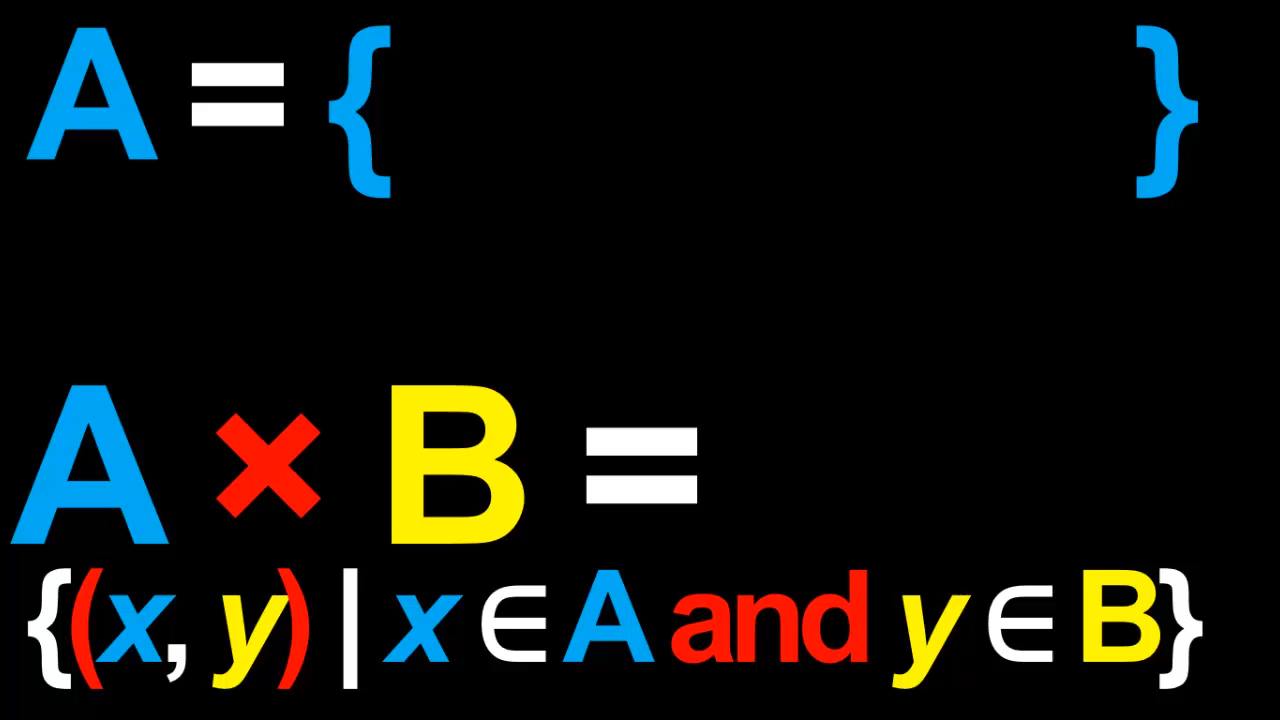 A = { }
A × B =
{(x, y) | x ∈ A and y ∈ B}